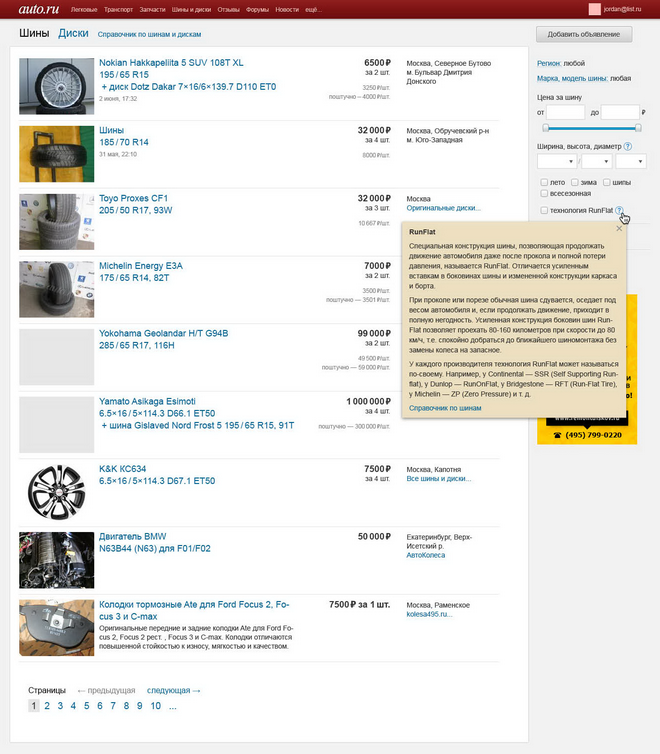 auto.ru Легковые Транспорт Запчасти Шины и диски Отзывы Форумы Новости ещё... jordan@list.ru
Шины Диски Справочник по шинам и дискам
Добавить объявление
Nokian Hakkapeliita 5 SUV 108T XL
195/65 R15
+ диск Dotz Dakar 7×16/6×139.7 D110 ET0
2 июня, 17:32
6500 ₽
за 2 шт.
3250 ₽/шт.
поштучно – 4000 ₽/шт.
Москва, Северное Бутово
м. Бульвар Дмитрия
Донского
Шины
185/70 R14
31 мая, 22:10
32 000 ₽
за 4 шт.
8000 ₽/шт.
Москва, Обручевский р-н
м. Юго-Западная
Toyo Proxes CF1
205/50 R17, 93W
32 000 ₽
за 3 шт.
10 667 ₽/шт.
Москва
Оригинальные диски...
Michelin Energy E3A
175/65 R14, 82T
7000 ₽
за 2 шт.
3500 ₽/шт.
поштучно — 3501 ₽/шт.
Yokohama Geolandar H/T G94B
285/65 R17, 116H
99 000 ₽
за 2 шт.
49 500 ₽/шт.
поштучно — 59 000 ₽/шт.
Yamato Asikaga Esimoti
6.5×16/5×114.3 D66.1 ET50
+ шина Gislaved Nord Frost 5 195/65 R15, 91T
1 000 000 ₽
за 4 шт.
поштучно — 300 000 ₽/шт.
K&K КС634
6.5×16/5×114.3 D67.1 ET50
7500 ₽
за 4 шт.
Москва, Капотня
Все шины и диски...
Двигатель BMW
N63B44 (N63) для F01/F02
50 000 ₽
Екатеринбург, Верх-
Исетский р.
АвтоКолеса
Колодки тормозные Ate для Ford Focus 2, Fo-
cus 3 и C-max
Оригинальные передние и задние колодки Ate для Ford Fo-
cus 2, Focus 2 рест. , Focus 3 и C-max. Колодки отличаются
повышенной стойкостью к износу, мягкостью и качеством.
7500 ₽ за 1 шт.
Москва, Раменское
kolesa495.ru...
Страницы ← предыдущая следующая →
1 2 3 4 5 6 7 8 9 10 ...
Регион: любой
Марка, модель шины: любая
Цена за шину
от до ₽
Ширина, высота, диаметр ?
/
лето зима шипы
всесезонная
технология RunFlat ?
RunFlat
Специальная конструкция шины, позволяющая продолжать
движение автомобиля даже после прокола и полной потери
давления, называется RunFlat. Отличается усиленным
вставкам в боковинах шины и измененной конструкции каркаса
и борта.
При проколе или порезе обычная шина сдувается, оседает под
весом автомобиля и, если продолжать движение, приходит в
полную негодность. Усиленная конструкция боковин шин Run-
Flat позволяет проехать 80-160 километров при скорости до 80
км/ч, т.е. спокойно добраться до ближайшего шиномонтажа без
замены колеса на запасное.
У каждого производителя технология RunFlat может называться
по-своему. Например, у Continental — SSR (Self Supporting Run-
flat), у Dunlop — RunOnFlat, у Bridgestone — RFT (Run-Flat Tire),
у Michelin — ZP (Zero Pressure) и т. д.
Справочник по шинам
(495) 799-0220